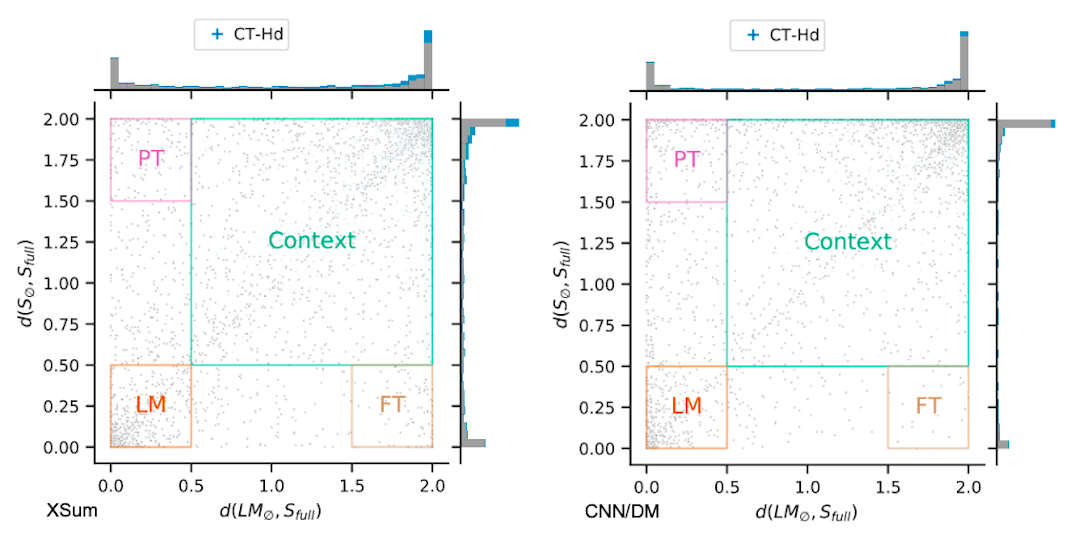 CT-Hd
2.00
1.75
1.50
1.25
1.00
0.75
0.50
0.25
0.00
d(S∅, Sfull)
PT
Context
LM
FT
0.0 0.5 1.0 1.5 2.0
XSum
d(LM∅, Sfull)
CT-Hd
2.00
1.75
1.50
1.25
1.00
0.75
0.50
0.25
0.00
d(S∅, Sfull)
PT
Context
LM
FT
0.0 0.5 1.0 1.5 2.0
CNN/DM
d(LM∅, Sfull)